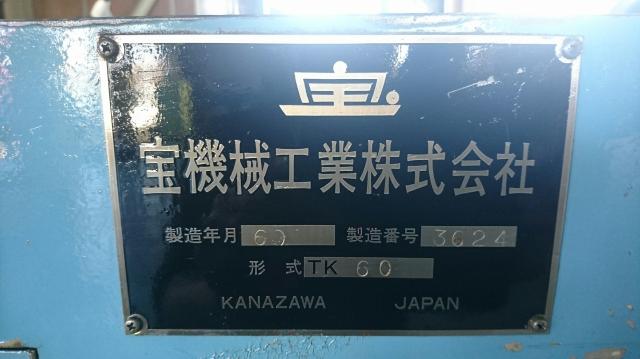 宝
宝機械工業株式会社
製造年月 60 製造番号 3624
形式 TK 60
KANAZAWA JAPAN